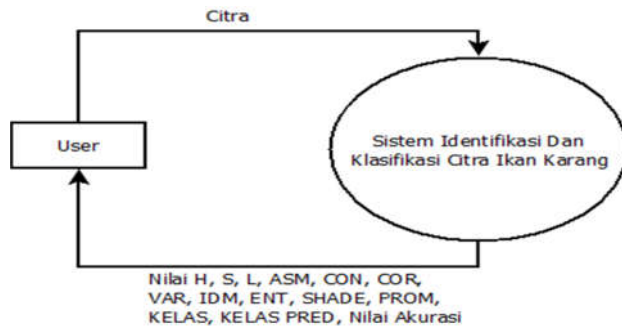 Citra
User
Sistem Identifikasi Dan
Klasifikasi Citra Ikan Karang
Nilai H, S, L, ASM, CON, COR,
VAR, IDM, ENT, SHADE, PROM,
KELAS, KELAS PRED, Nilai Akurasi